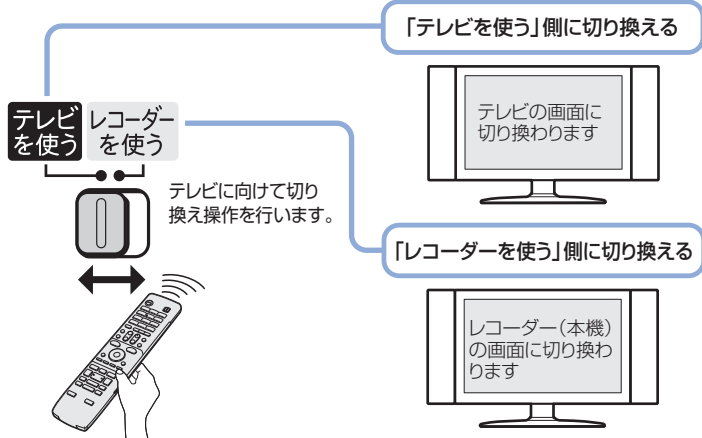 「テレビを使う」側に切り換える
テレビの画面に
切り換わります
テレビ
を使う
レコーダー
を使う
テレビに向けて切り
換え操作を行います。
「レコーダーを使う」側に切り換える
レコーダー(本機)
の画面に切り換わ
ります